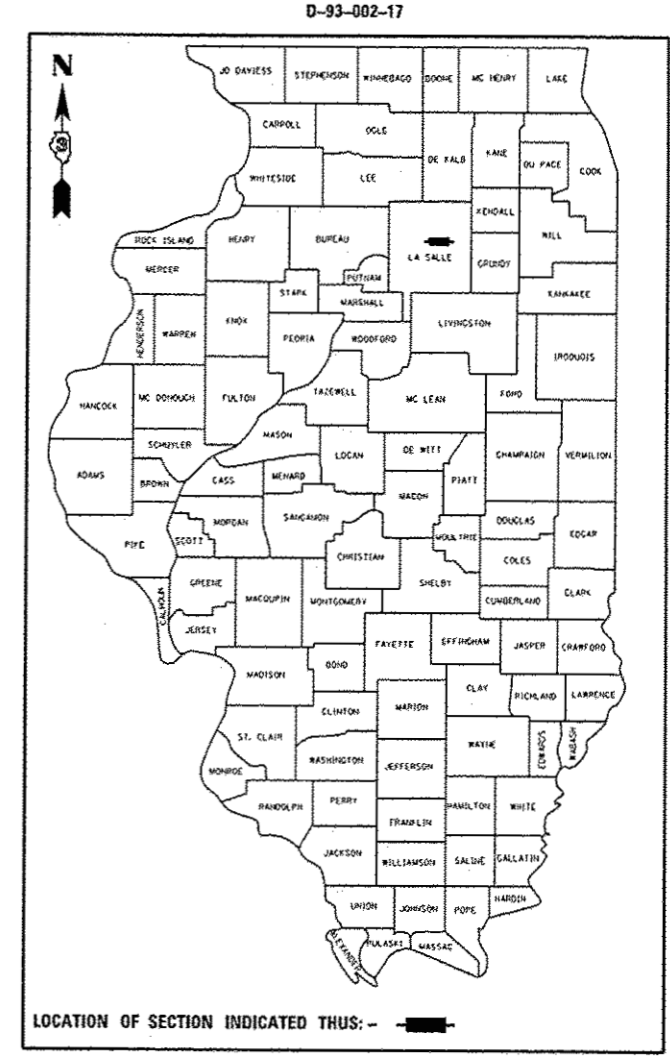 D-93-002-17
N
JO DAVIESS STEPHENSON WINNEBAGO BOONE MC HENRY LAKE
CARROLL OGLE
DE KALB KANE
DU PAGE COOK
WHITESIDE LEE
KENDALL
WILL
ROCK ISLAND HENRY BUREAU
LA SALLE
GRUNDY
MERCER
PUTNAM
STARK
MARSHALL
KANKAKEE
HENDERSON WARREN KNOX
PEORIA
WOODFORD
LIVINGSTON
IROQUOIS
HANCOCK MC DONOUGH FULTON
TAZEWELL
MC LEAN
FORD
MASON
SCHUYLER
LOGAN
DE WITT
CHAMPAIGN VERMILION
ADAMS
BROWN
CASS
MENARD
PIATT
MACON
PIKE
SCOTT
MORGAN
SANGAMON
CHRISTIAN
MOULTRIE
DOUGLAS
EDGAR
COLES
CALHOUN
GREENE
MACOUPIN MONTGOMERY
SHELBY
CUMBERLAND
CLARK
JERSEY
FAYETTE EFFINGHAM
JASPER CRAWFORD
MADISON
BOND
CLAY
RICHLAND LAWRENCE
CLINTON
MARION
ST. CLAIR
WAYNE
EDWARDS
WABASH
MONROE
WASHINGTON
JEFFERSON
RANDOLPH
PERRY
HAMILTON WHITE
FRANKLIN
JACKSON
WILLIAMSON SALINE GALLATIN
UNION JOHNSON POPE HARDIN
ALEXANDER
PULASKI MASSAC
LOCATION OF SECTION INDICATED THUS: -